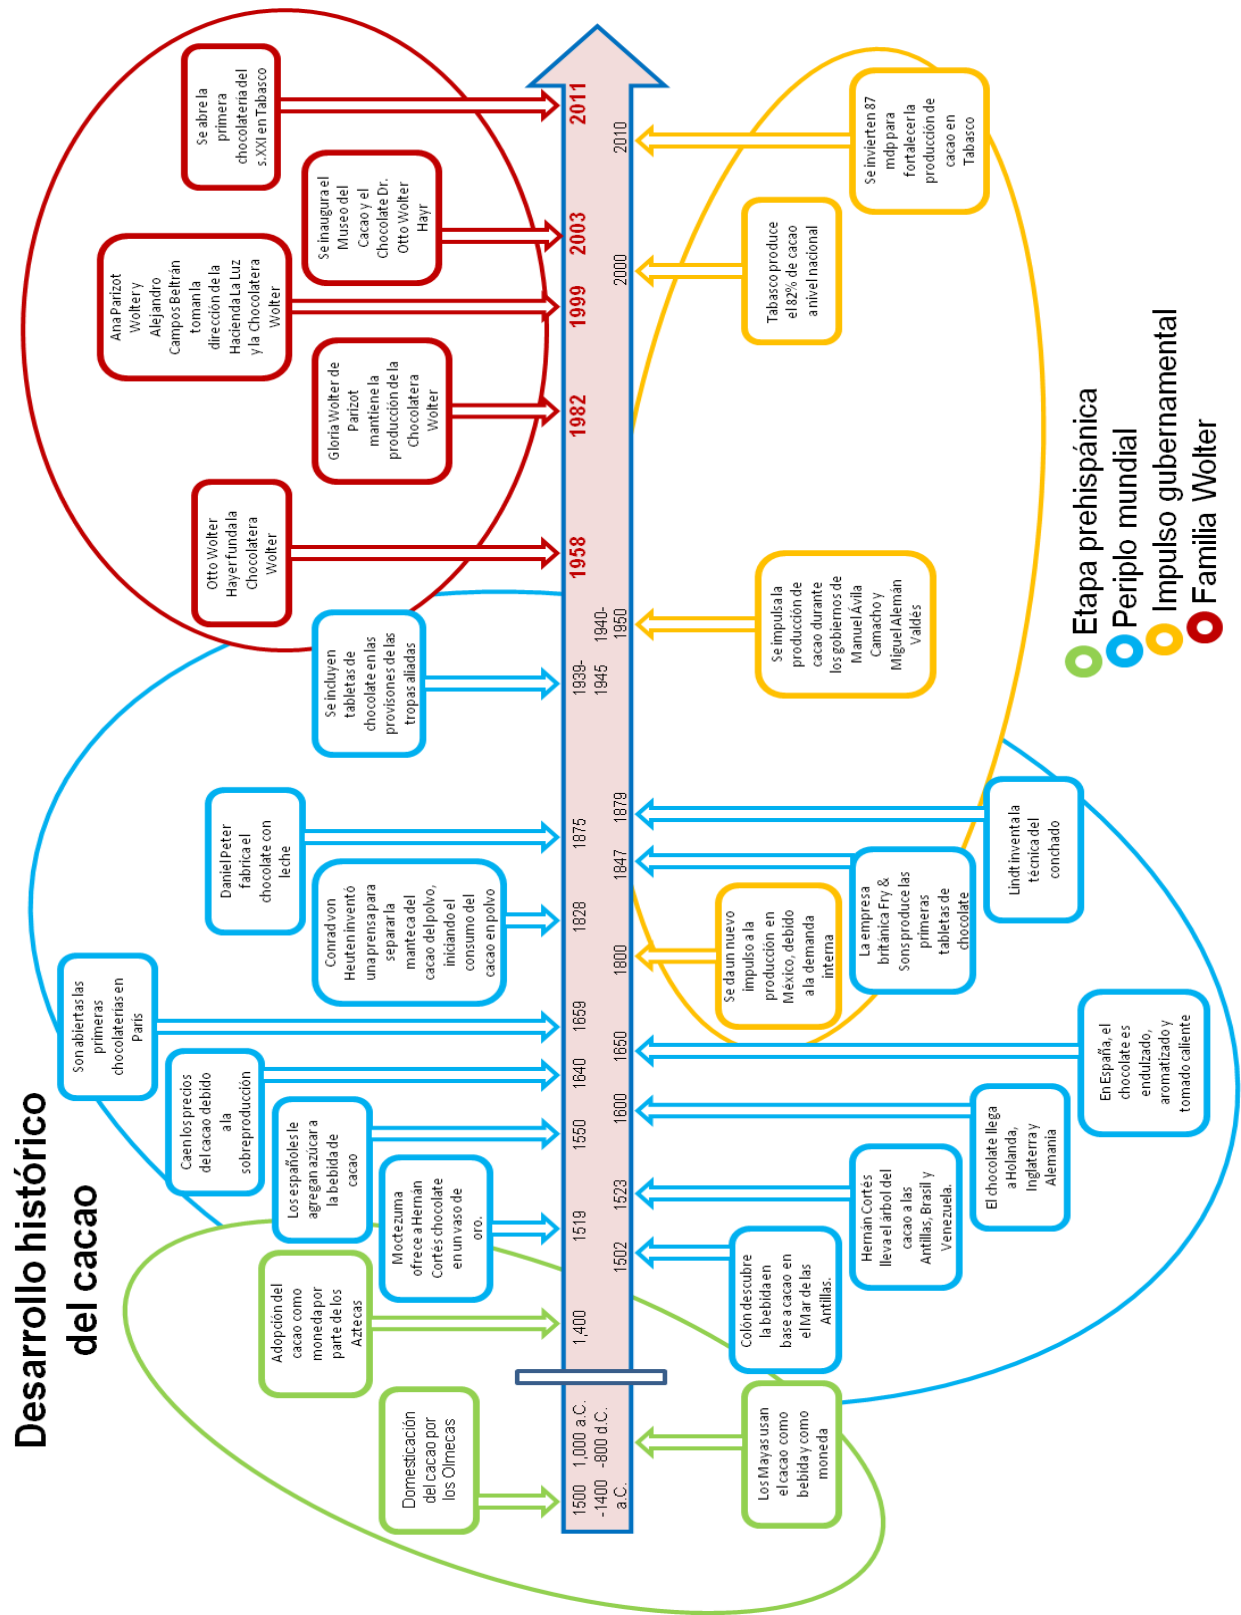 Desarrollo histórico
del cacao
Domesticación
del cacao por
los Olmecas
Adopción del
cacao como
moneda por
parte de los
Aztecas
Moctezuma
ofrece a Hernán
Cortés chocolate
en un vaso de
oro.
Los españoles le
agregan azúcar a
la bebida de
cacao
Caen los precios
del cacao debido
a la
sobreproducción
Son abiertas las
primeras
chocolaterías en
París
Conrad von
Heuten inventó
una prensa para
separar la
manteca del
cacao del polvo,
iniciando el
consumo del
cacao en polvo
Daniel Peter
fabrica el
chocolate con
leche
Se incluyen
tabletas de
chocolate en las
provisones de las
tropas aliadas
Otto Wolter
Hayer funda la
Chocolatera
Wolter
Gloria Wolter de
Parizot
mantiene la
producción de la
Chocolatera
Wolter
Ana Parizot
Wolter y
Alejandro
Campos Beltrán
toman la
dirección de la
Hacienda La Luz
y la Chocolatera
Wolter
Se inaugura el
Museo del
Cacao y el
Chocolate Dr.
Otto Wolter
Hayr
Se abre la
primera
chocolatería del
s.XXI en Tabasco
1500
-1400
a.C.
1,000 a.C.
-800 d.C.
1,400
1502
1519
1523
1550
1600
1640
1650
1659
1800
1828
1847
1875
1879
1939-
1945
1940-
1950
1958
1982
1999
2000
2003
2010
2011
Los Mayas usan
el cacao como
bebida y como
moneda
Colón descubre
la bebida en
base a cacao en
el Mar de las
Antillas.
Hernán Cortés
lleva el árbol del
cacao a las
Antillas, Brasil y
Venezuela.
El chocolate llega
a Holanda,
Inglaterra y
Alemania
En España, el
chocolate es
endulzado,
aromatizado y
tomado caliente
Se da un nuevo
impulso a la
producción en
México, debido
a la demanda
interna
La empresa
británica Fry &
Sons produce las
primeras
tabletas de
chocolate
Lindt inventa la
técnica del
conchado
Se impulsa la
producción de
cacao durante
los gobiernos de
Manuel Ávila
Camacho y
Miguel Alemán
Valdés
Tabasco produce
el 82% de cacao
a nivel nacional
Se invierten 87
mdp para
fortalecer la
producción de
cacao en
Tabasco
Etapa prehispánica
Periplo mundial
Impulso gubernamental
Familia Wolter